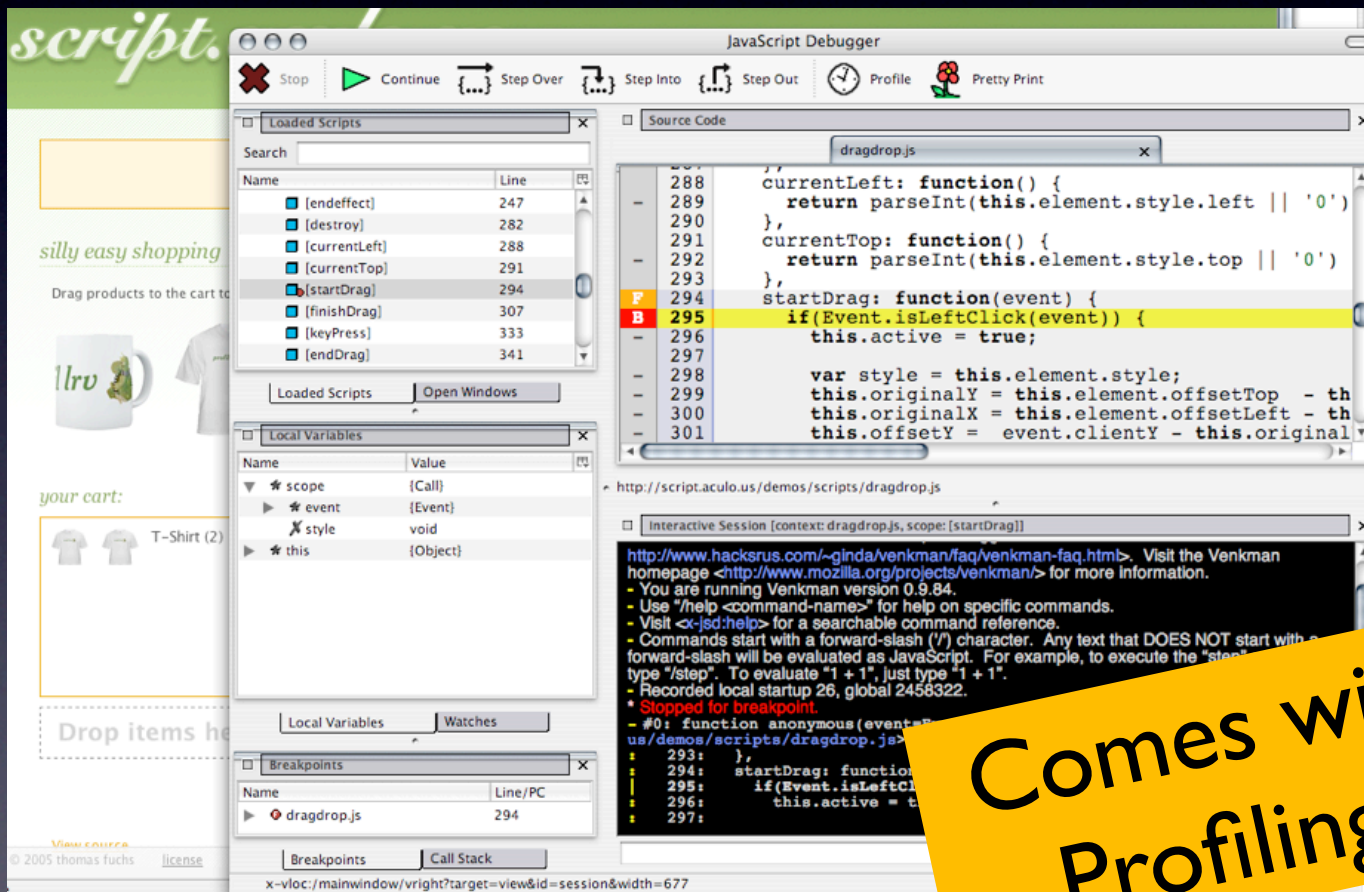 script.
JavaScript Debugger
Stop
Continue
Step Over
Step Into
Step Out
Profile
Pretty Print
Loaded Scripts
Search
Name Line
[endeffect] 247
[destroy] 282
[currentLeft] 288
[currentTop] 291
[startDrag] 294
[finishDrag] 307
[keyPress] 333
[endDrag] 341
Loaded Scripts Open Windows
Local Variables
Name Value
scope {Call}
event {Event}
style void
this {Object}
Local Variables Watches
Breakpoints
Name Line/PC
dragdrop.js 294
Breakpoints Call Stack
x-vloc:/mainwindow/vright?target=view&id=session&width=677
Source Code
dragdrop.js
288 currentLeft: function() {
– 289 return parseInt(this.element.style.left || '0')
290 },
291 currentTop: function() {
– 292 return parseInt(this.element.style.top || '0')
293 },
F 294 startDrag: function(event) {
B 295 if(Event.isLeftClick(event)) {
– 296 this.active = true;
297
– 298 var style = this.element.style;
– 299 this.originalY = this.element.offsetTop - th
– 300 this.originalX = this.element.offsetLeft - th
– 301 this.offsetY = event.clientY - this.original
http://script.aculo.us/demos/scripts/dragdrop.js
Interactive Session [context: dragdrop.js, scope: [startDrag]]
http://www.hacksrus.com/~ginda/venkman/faq/venkman-faq.html>. Visit the Venkman
homepage <http://www.mozilla.org/projects/venkman/> for more information.
- You are running Venkman version 0.9.84.
- Use "/help <command-name>" for help on specific commands.
- Visit <x-jsd:help> for a searchable command reference.
- Commands start with a forward-slash ('/') character. Any text that DOES NOT start with a
forward-slash will be evaluated as JavaScript. For example, to execute the "step"
type "/step". To evaluate "1 + 1", just type "1 + 1".
- Recorded local startup 26, global 2458322.
* Stopped for breakpoint.
- #0: function anonymous(event=
us/demos/scripts/dragdrop.js>
: 293: },
: 294: startDrag: function
| 295: if(Event.isLeftCl
: 296: this.active = t
: 297:
silly easy shopping
Drag products to the cart to
llrv
your cart:
T-Shirt (2)
Drop items he
View source
© 2005 thomas fuchs license
Comes wi
Profiling